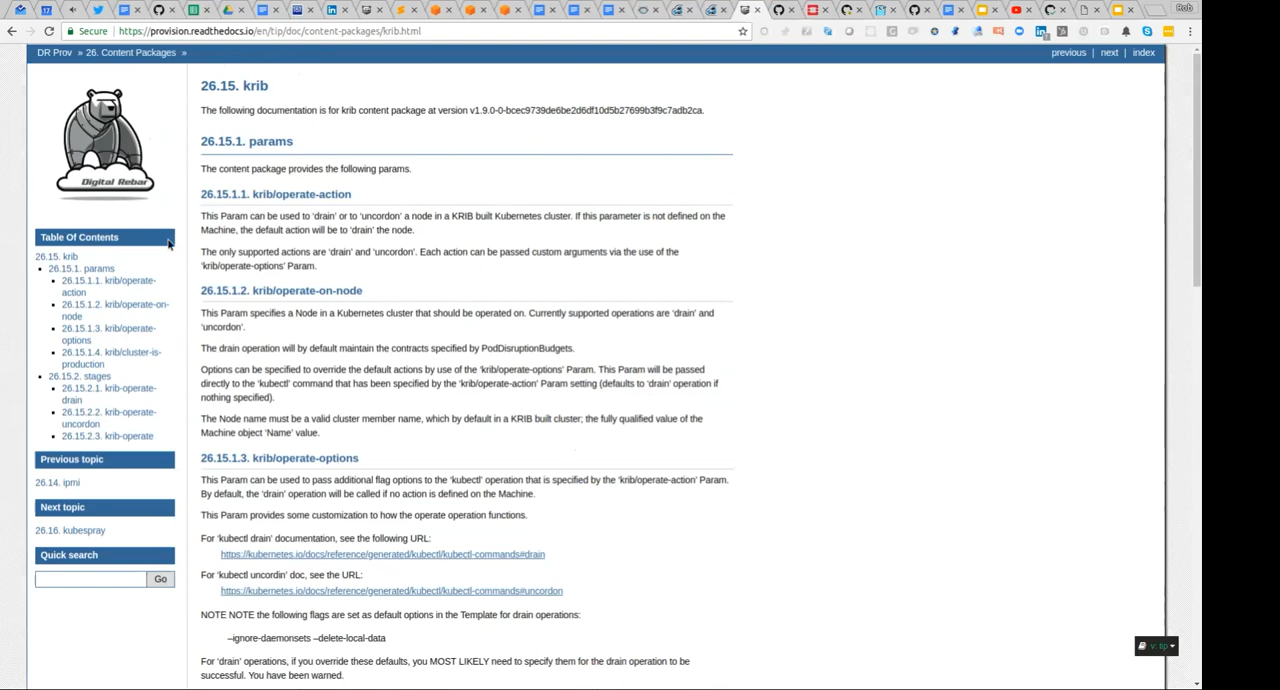 Rob
17
Secure
https://provision.readthedocs.io/en/tip/doc/content-packages/krib.html
DR Prov » 26. Content Packages »
previous | next | index
Digital Rebar
Table Of Contents
26.15. krib
26.15.1. params
26.15.1.1. krib/operate-
action
26.15.1.2. krib/operate-on-
node
26.15.1.3. krib/operate-
options
26.15.1.4. krib/cluster-is-
production
26.15.2. stages
26.15.2.1. krib-operate-
drain
26.15.2.2. krib-operate-
uncordon
26.15.2.3. krib-operate
Previous topic
26.14. ipmi
Next topic
26.16. kubespray
Quick search
Go
26.15. krib
The following documentation is for krib content package at version v1.9.0-0-bcec9739de6be2d6df10d5b27699b3f9c7adb2ca.
26.15.1. params
The content package provides the following params.
26.15.1.1. krib/operate-action
This Param can be used to 'drain' or to 'uncordon' a node in a KRIB built Kubernetes cluster. If this parameter is not defined on the
Machine, the default action will be to 'drain' the node.
The only supported actions are 'drain' and 'uncordon'. Each action can be passed custom arguments via the use of the
'krib/operate-options' Param.
26.15.1.2. krib/operate-on-node
This Param specifies a Node in a Kubernetes cluster that should be operated on. Currently supported operations are 'drain' and
'uncordon'.
The drain operation will by default maintain the contracts specified by PodDisruptionBudgets.
Options can be specified to override the default actions by use of the 'krib/operate-options' Param. This Param will be passed
directly to the 'kubectl' command that has been specified by the 'krib/operate-action' Param setting (defaults to 'drain' operation if
nothing specified).
The Node name must be a valid cluster member name, which by default in a KRIB built cluster; the fully qualified value of the
Machine object 'Name' value.
26.15.1.3. krib/operate-options
This Param can be used to pass additional flag options to the 'kubectl' operation that is specified by the 'krib/operate-action' Param.
By default, the 'drain' operation will be called if no action is defined on the Machine.
This Param provides some customization to how the operate operation functions.
For 'kubectl drain' documentation, see the following URL:
https://kubernetes.io/docs/reference/generated/kubectl/kubectl-commands#drain
For 'kubectl uncordin' doc, see the URL:
https://kubernetes.io/docs/reference/generated/kubectl/kubectl-commands#uncordon
NOTE NOTE the following flags are set as default options in the Template for drain operations:
–ignore-daemonsets –delete-local-data
For 'drain' operations, if you override these defaults, you MOST LIKELY need to specify them for the drain operation to be
successful. You have been warned.
v: tip